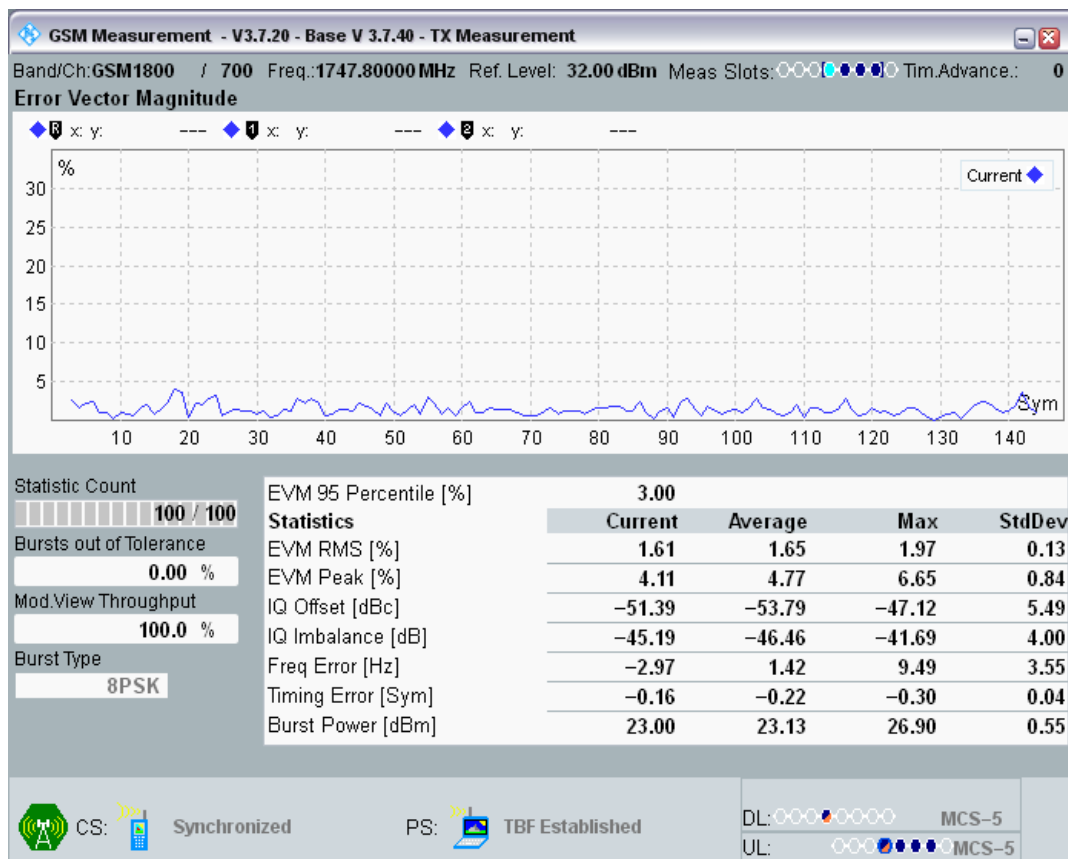 GSM Measurement - V3.7.20 - Base V 3.7.40 - TX Measurement
Band/Ch:GSM1800 / 700 Freq.:1747.80000 MHz Ref. Level: 32.00 dBm Meas Slots: Tim.Advance.: 0
Error Vector Magnitude
R x: y: --- 1 x: y: --- 2 x: y: ---
%
Current
30
25
20
15
10
5
Sym
10 20 30 40 50 60 70 80 90 100 110 120 130 140
Statistic Count
100 / 100
Bursts out of Tolerance
0.00 %
Mod.View Throughput
100.0 %
Burst Type
8PSK
EVM 95 Percentile [%] 3.00
Statistics Current Average Max StdDev
EVM RMS [%] 1.61 1.65 1.97 0.13
EVM Peak [%] 4.11 4.77 6.65 0.84
IQ Offset [dBc] −51.39 −53.79 −47.12 5.49
IQ Imbalance [dB] −45.19 −46.46 −41.69 4.00
Freq Error [Hz] −2.97 1.42 9.49 3.55
Timing Error [Sym] −0.16 −0.22 −0.30 0.04
Burst Power [dBm] 23.00 23.13 26.90 0.55
CS: Synchronized PS: TBF Established
DL: MCS−5
UL: MCS−5